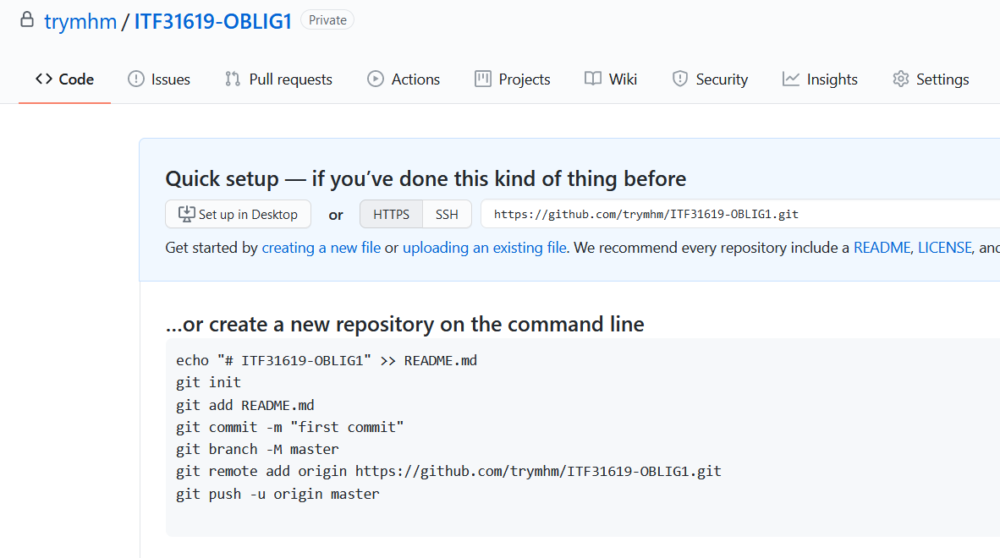 trymhm / ITF31619-OBLIG1 Private
Code Issues Pull requests Actions Projects Wiki Security Insights Settings
Quick setup — if you’ve done this kind of thing before
Set up in Desktop or HTTPS SSH https://github.com/trymhm/ITF31619-OBLIG1.git
Get started by creating a new file or uploading an existing file. We recommend every repository include a README, LICENSE, and
…or create a new repository on the command line
echo "# ITF31619-OBLIG1" >> README.md
git init
git add README.md
git commit -m "first commit"
git branch -M master
git remote add origin https://github.com/trymhm/ITF31619-OBLIG1.git
git push -u origin master